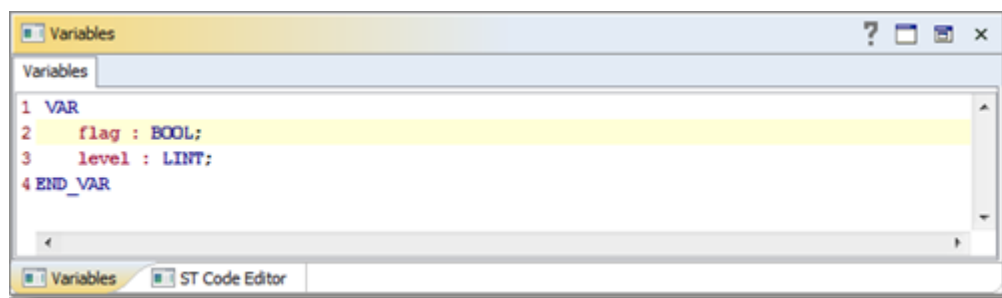 Variables ?
Variables
1 VAR
2 flag : BOOL;
3 level : LINT;
4 END_VAR
Variables ST Code Editor